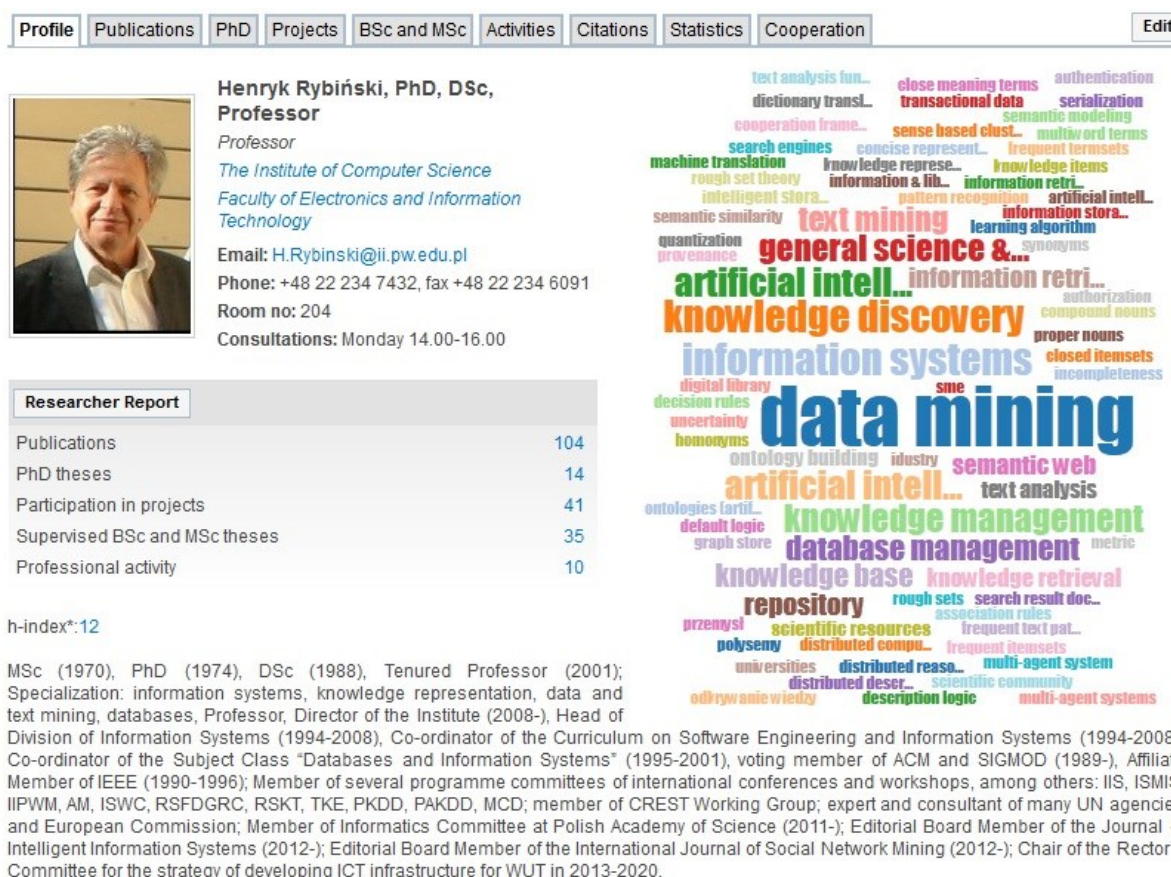 Profile Publications PhD Projects BSc and MSc Activities Citations Statistics Cooperation Edit
Henryk Rybiński, PhD, DSc,
Professor
Professor
The Institute of Computer Science
Faculty of Electronics and Information
Technology
Email: H.Rybinski@ii.pw.edu.pl
Phone: +48 22 234 7432, fax +48 22 234 6091
Room no: 204
Consultations: Monday 14.00-16.00
text analysis fun... close meaning terms authentication
dictionary transl... transactional data serialization
semantic modeling
cooperation frame... sense based clust... multiword terms
search engines concise represent... frequent termsets
machine translation knowledge represe... knowledge items
rough set theory information & lib... information retri...
intelligent stora... pattern recognition artificial intell...
semantic similarity text mining information stora...
learning algorithm
quantization general science &... synonyms
provenance
artificial intell... information retri...
authorization
knowledge discovery compound nouns
proper nouns
information systems closed itemsets
incompleteness
digital library sme
decision rules data mining
uncertainty
homonyms
ontology building idustry semantic web
artificial intell... text analysis
ontologies (artif... knowledge management
default logic
graph store database management metric
knowledge base knowledge retrieval
repository rough sets search result doc...
association rules
przemysł scientific resources frequent text pat...
polysemy distributed compu... frequent itemsets
universities distributed reaso... multi-agent system
distributed descr... scientific community
odkrywanie wiedzy description logic multi-agent systems
Researcher Report
Publications 104
PhD theses 14
Participation in projects 41
Supervised BSc and MSc theses 35
Professional activity 10
h-index*:12
MSc (1970), PhD (1974), DSc (1988), Tenured Professor (2001);
Specialization: information systems, knowledge representation, data and
text mining, databases, Professor, Director of the Institute (2008-), Head of
Division of Information Systems (1994-2008), Co-ordinator of the Curriculum on Software Engineering and Information Systems (1994-2008
Co-ordinator of the Subject Class “Databases and Information Systems” (1995-2001), voting member of ACM and SIGMOD (1989-), Affiliat
Member of IEEE (1990-1996); Member of several programme committees of international conferences and workshops, among others: IIS, ISMIS
IIPWM, AM, ISWC, RSFDGRC, RSKT, TKE, PKDD, PAKDD, MCD; member of CREST Working Group; expert and consultant of many UN agencie
and European Commission; Member of Informatics Committee at Polish Academy of Science (2011-); Editorial Board Member of the Journal
Intelligent Information Systems (2012-); Editorial Board Member of the International Journal of Social Network Mining (2012-); Chair of the Rector
Committee for the strategy of developing ICT infrastructure for WUT in 2013-2020.